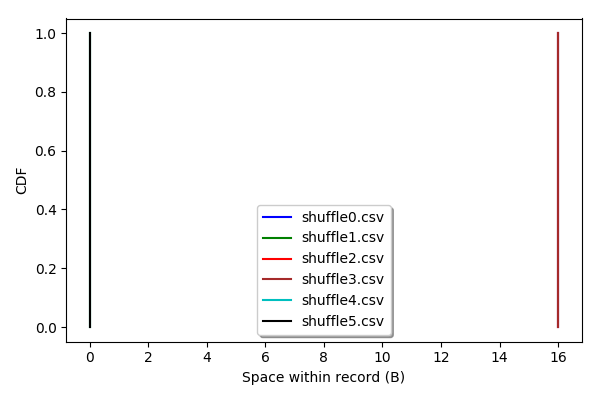 1.0
0.8
0.6
0.4
0.2
0.0
CDF
shuffle0.csv
shuffle1.csv
shuffle2.csv
shuffle3.csv
shuffle4.csv
shuffle5.csv
0 2 4 6 8 10 12 14 16
Space within record (B)